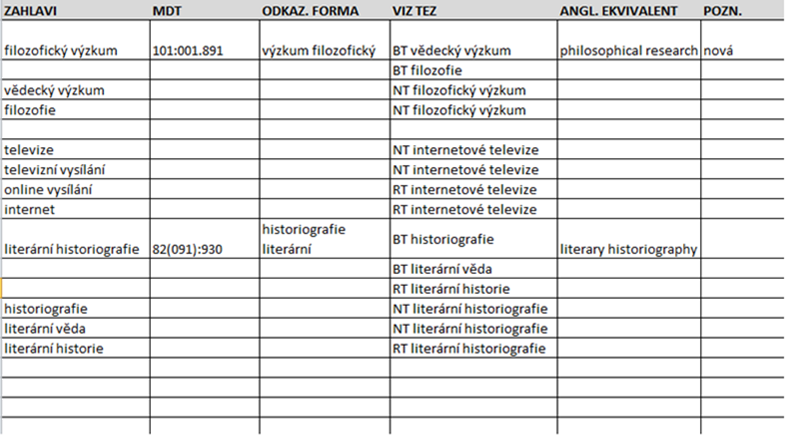 ZAHLAVI MDT ODKAZ. FORMA VIZ TEZ ANGL. EKVIVALENT POZN.
filozofický výzkum 101:001.891 výzkum filozofický BT vědecký výzkum philosophical research nová
BT filozofie
vědecký výzkum NT filozofický výzkum
filozofie NT filozofický výzkum
televize NT internetové televize
televizní vysílání NT internetové televize
online vysílání RT internetové televize
internet RT internetové televize
literární historiografie 82(091):930 historiografie literární BT historiografie literary historiography
BT literární věda
RT literární historie
historiografie NT literární historiografie
literární věda NT literární historiografie
literární historie RT literární historiografie